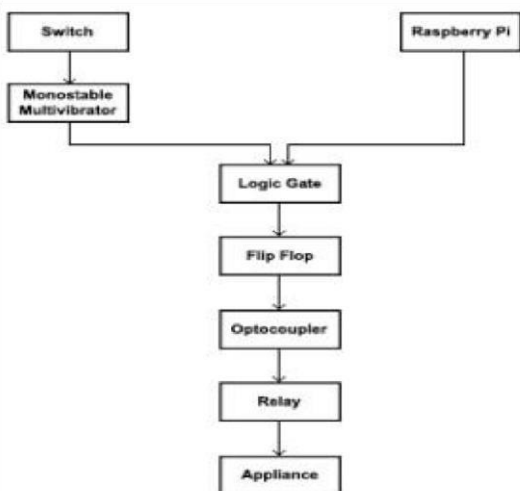 Switch
Raspberry Pi
Monostable
Multivibrator
Logic Gate
Flip Flop
Optocoupler
Relay
Appliance